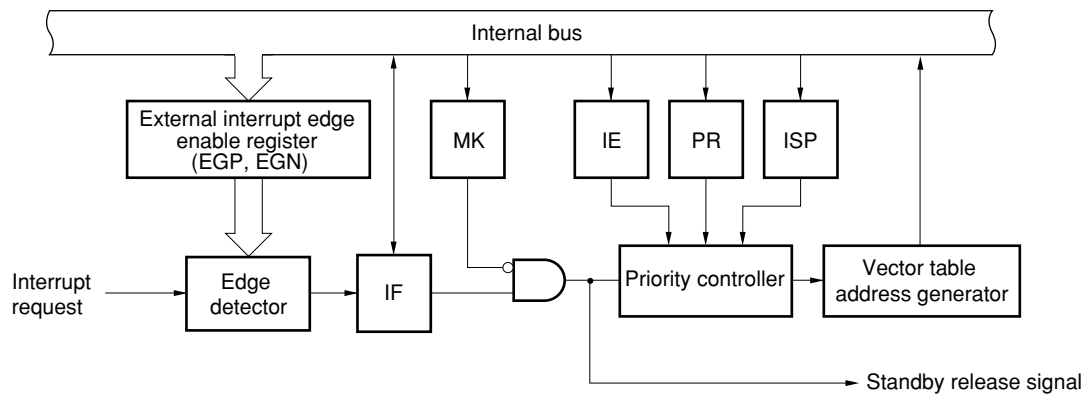 Internal bus
External interrupt edge
enable register
(EGP, EGN)
MK
IE
PR
ISP
Interrupt
request
Edge
detector
IF
Priority controller
Vector table
address generator
Standby release signal